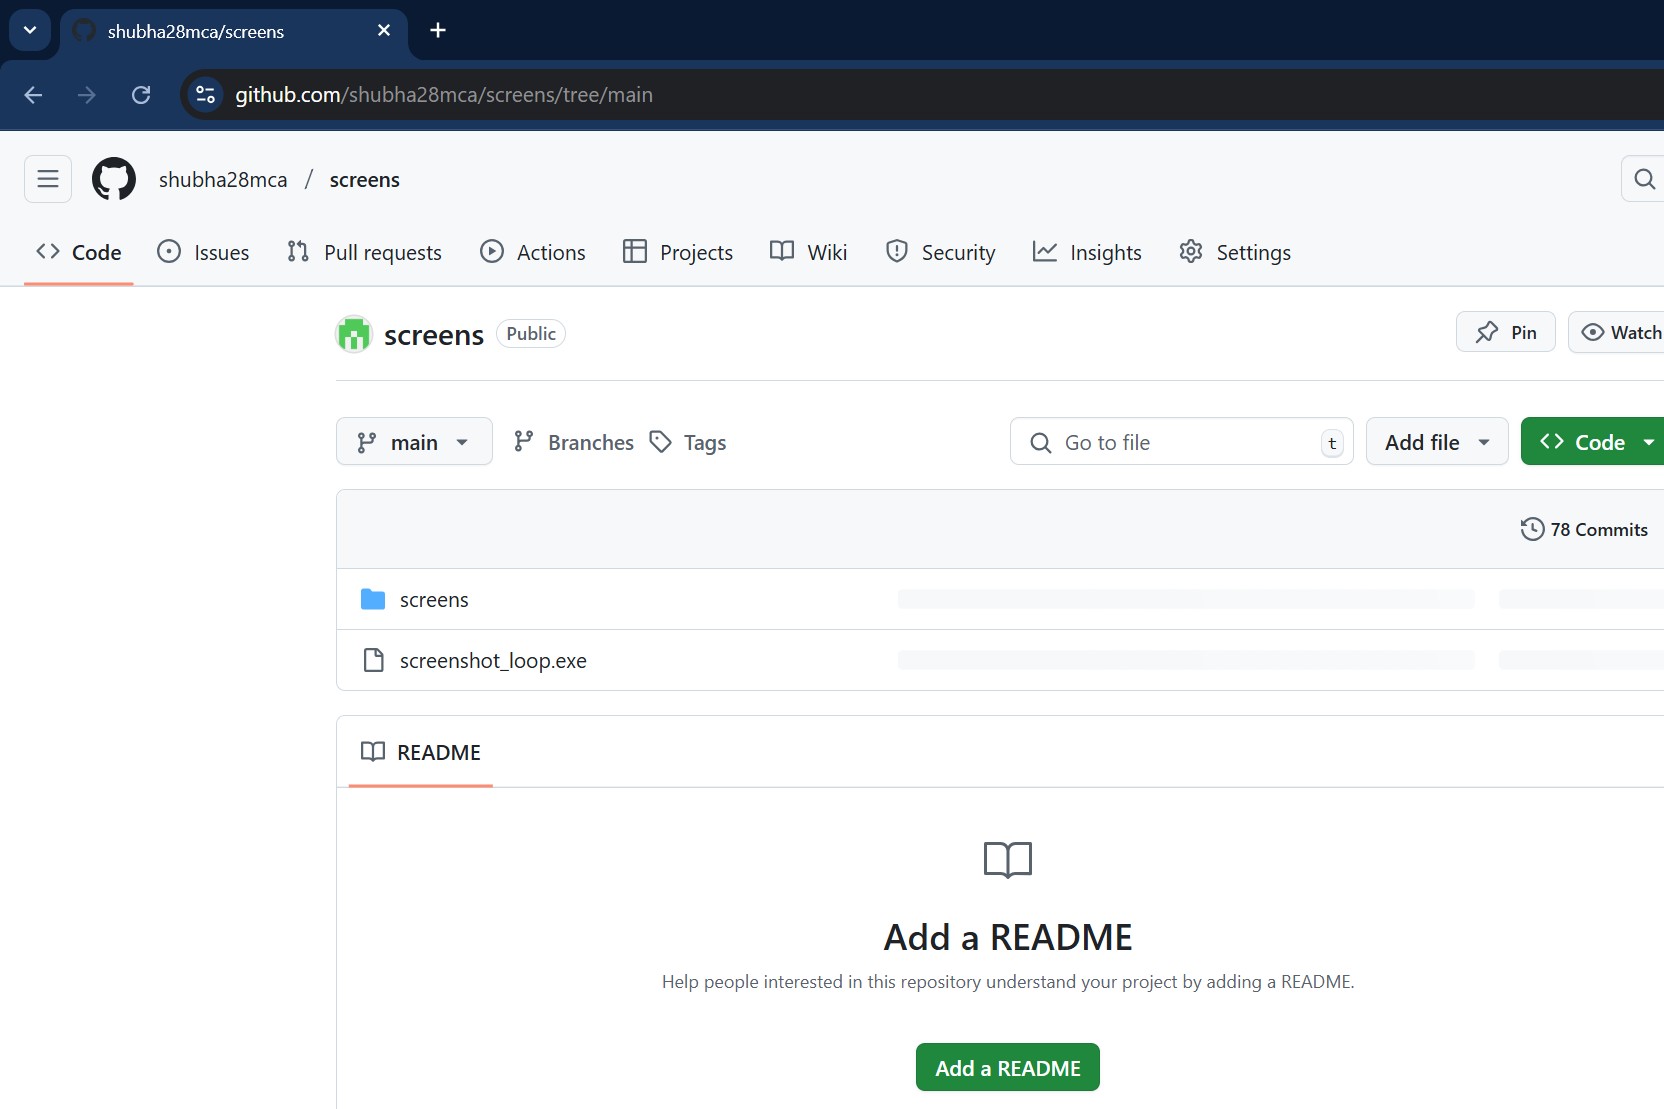 shubha28mca/screens
github.com/shubha28mca/screens/tree/main
shubha28mca / screens
Code Issues Pull requests Actions Projects Wiki Security Insights Settings
screens Public Pin Watch
main Branches Tags Go to file t Add file Code
78 Commits
screens
screenshot_loop.exe
README
Add a README
Help people interested in this repository understand your project by adding a README.
Add a README